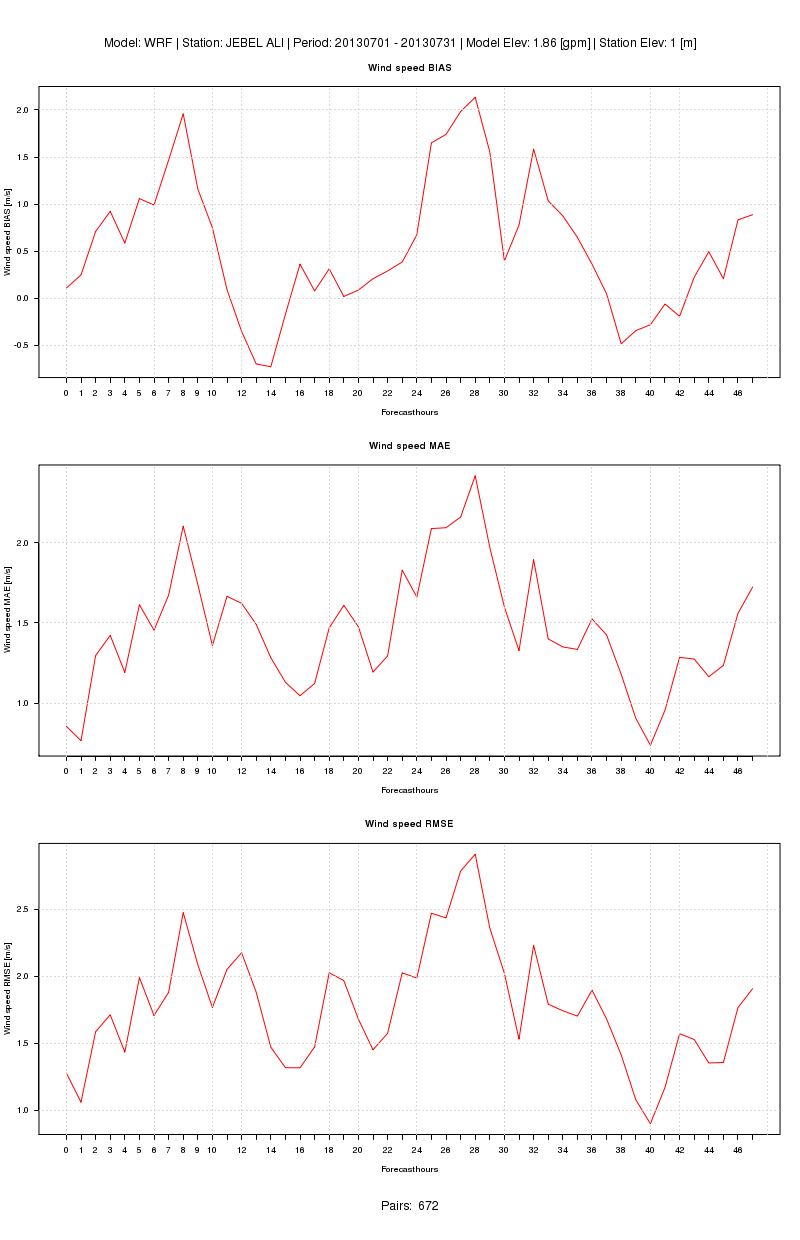 Model: WRF | Station: JEBEL ALI | Period: 20130701 - 20130731 | Model Elev: 1.86 [gpm] | Station Elev: 1 [m]
Wind speed BIAS
Wind speed BIAS [m/s]
2.0
1.5
1.0
0.5
0.0
-0.5
0 1 2 3 4 5 6 7 8 9 10 12 14 16 18 20 22 24 26 28 30 32 34 36 38 40 42 44 46
Forecasthours
Wind speed MAE
Wind speed MAE [m/s]
2.0
1.5
1.0
0 1 2 3 4 5 6 7 8 9 10 12 14 16 18 20 22 24 26 28 30 32 34 36 38 40 42 44 46
Forecasthours
Wind speed RMSE
Wind speed RMSE [m/s]
2.5
2.0
1.5
1.0
0 1 2 3 4 5 6 7 8 9 10 12 14 16 18 20 22 24 26 28 30 32 34 36 38 40 42 44 46
Forecasthours
Pairs: 672